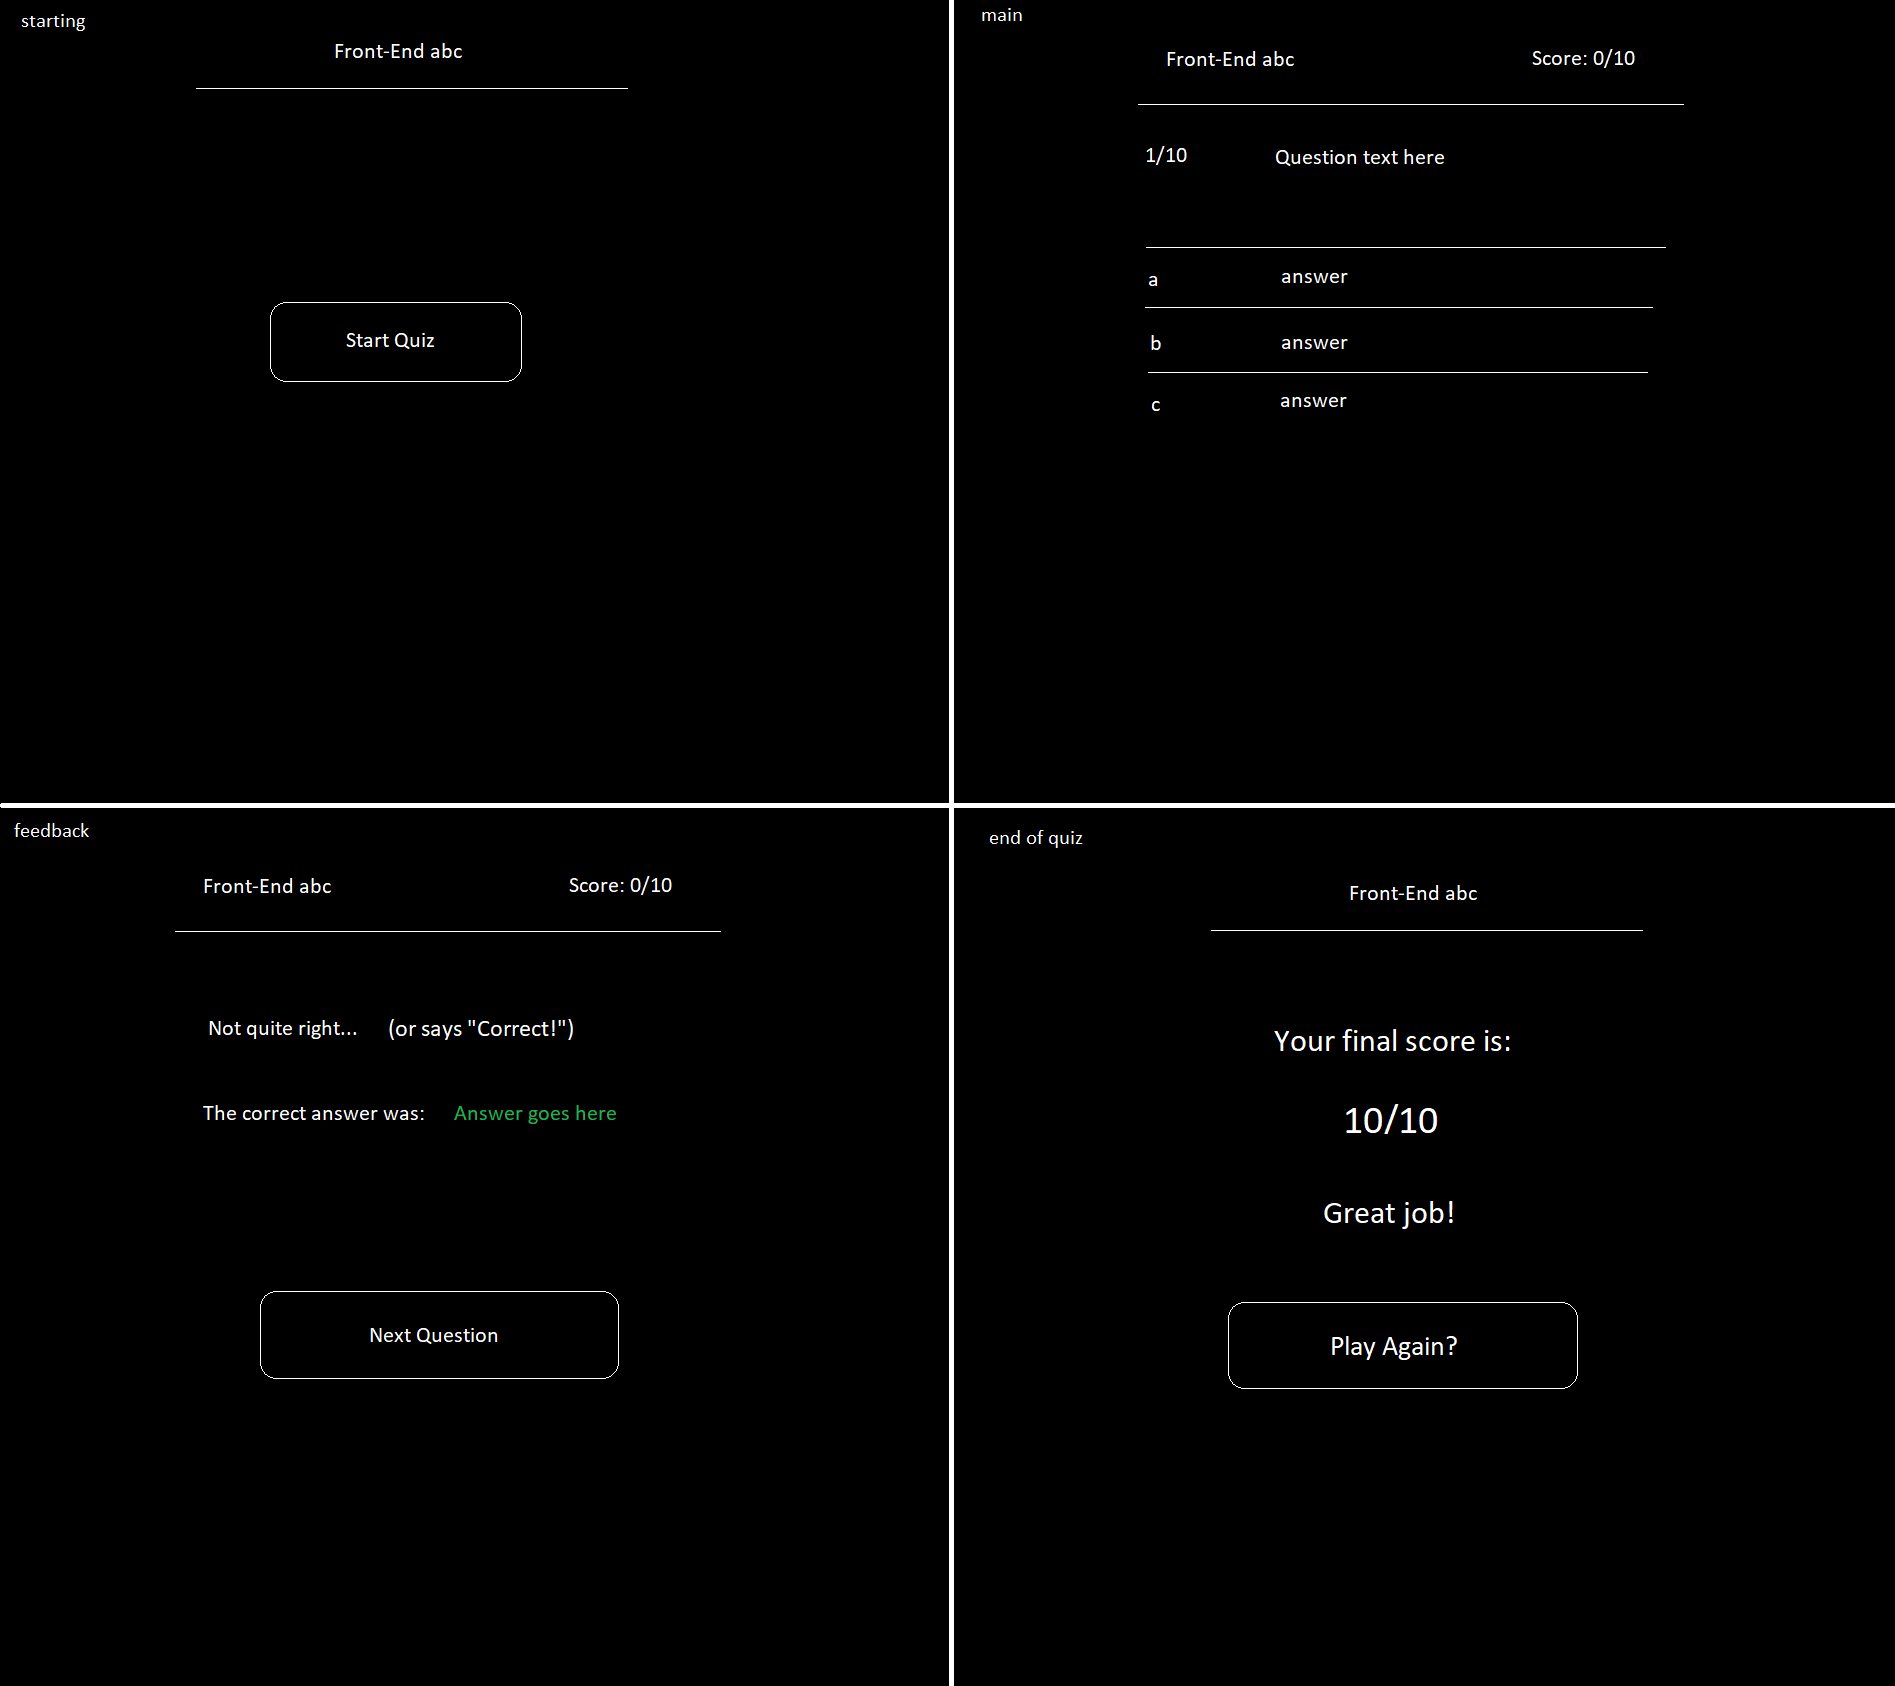 starting
Front-End abc
Start Quiz
main
Front-End abc Score: 0/10
1/10 Question text here
a answer
b answer
c answer
feedback
Front-End abc Score: 0/10
Not quite right... (or says "Correct!")
The correct answer was: Answer goes here
Next Question
end of quiz
Front-End abc
Your final score is:
10/10
Great job!
Play Again?